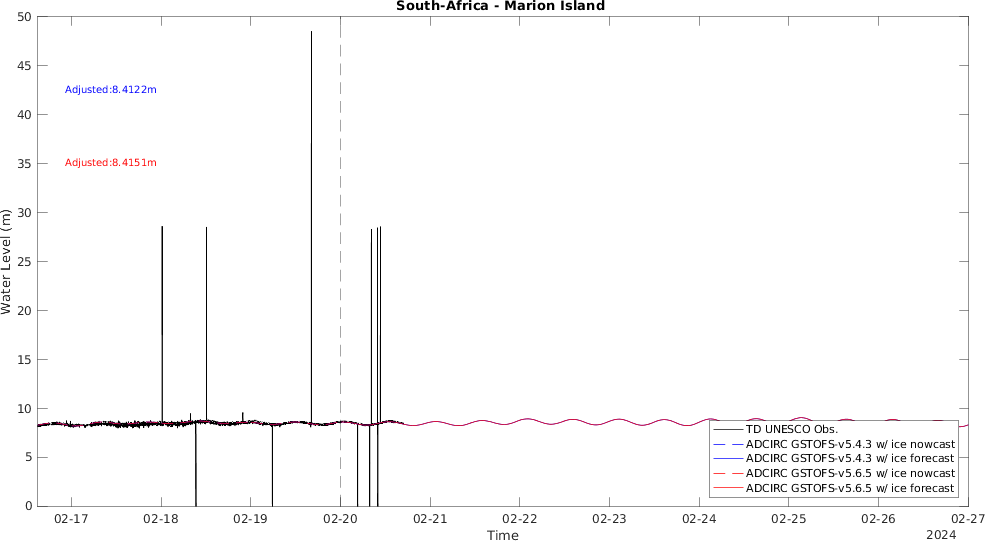 South-Africa - Marion Island
50
45
40
35
30
25
20
15
10
5
0
Water Level (m)
Adjusted:8.4122m
Adjusted:8.4151m
TD UNESCO Obs.
ADCIRC GSTOFS-v5.4.3 w/ ice nowcast
ADCIRC GSTOFS-v5.4.3 w/ ice forecast
ADCIRC GSTOFS-v5.6.5 w/ ice nowcast
ADCIRC GSTOFS-v5.6.5 w/ ice forecast
02-17 02-18 02-19 02-20 02-21 02-22 02-23 02-24 02-25 02-26 02-27
Time
2024